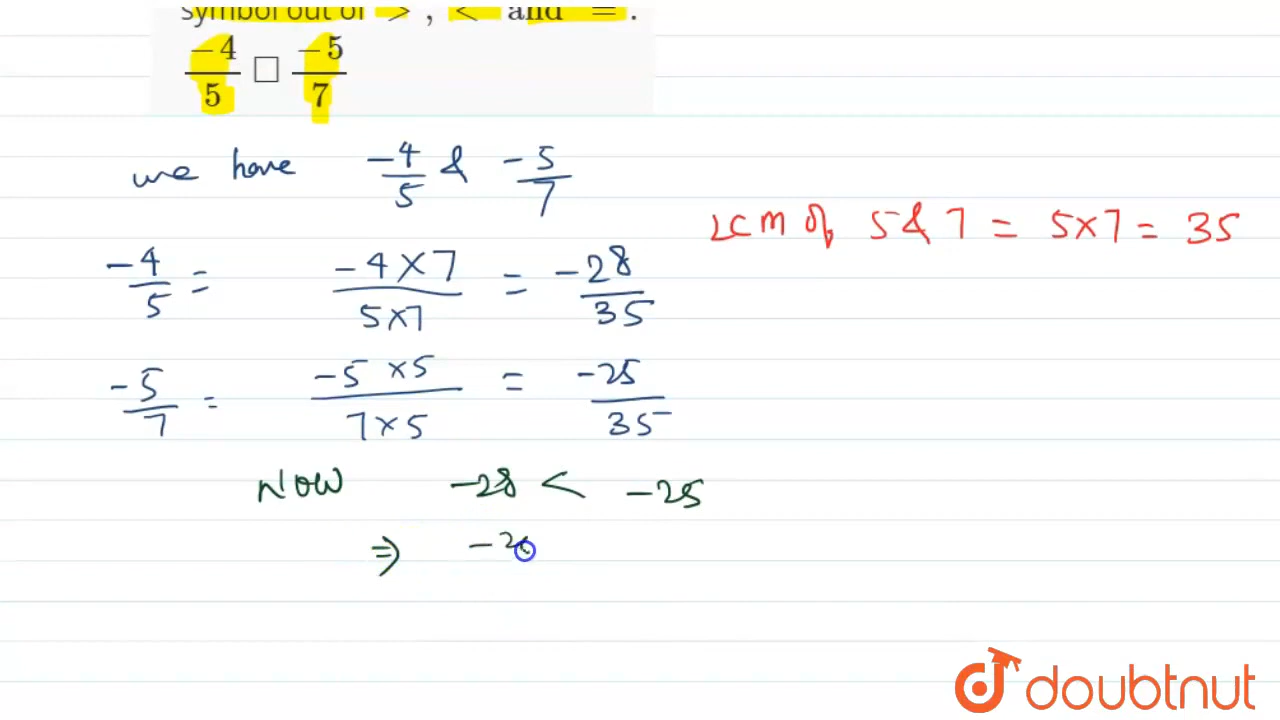 symbol out of > , < and = .
-4/5 □ -5/7
we have -4/5 & -5/7
LCM of 5 & 7 = 5×7 = 35
-4/5 = -4×7/5×7 = -28/35
-5/7 = -5×5/7×5 = -25/35
Now -28 < -25
⇒ -2
doubtnut